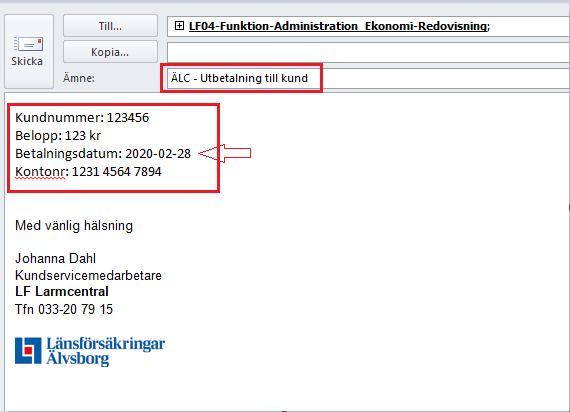 Till...
LF04-Funktion-Administration Ekonomi-Redovisning;
Skicka
Kopia...
Ämne:
ÄLC - Utbetalning till kund
Kundnummer: 123456
Belopp: 123 kr
Betalningsdatum: 2020-02-28
Kontonr: 1231 4564 7894
Med vänlig hälsning
Johanna Dahl
Kundservicemedarbetare
LF Larmcentral
Tfn 033-20 79 15
Länsförsäkringar
Älvsborg